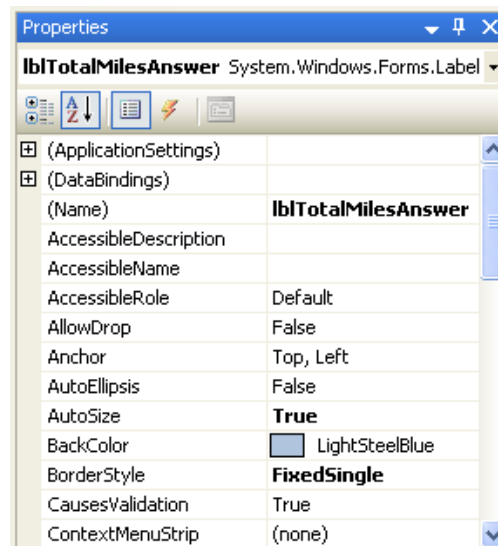 Properties
lblTotalMilesAnswer System.Windows.Forms.Label
A
Z
(ApplicationSettings)
(DataBindings)
(Name) lblTotalMilesAnswer
AccessibleDescription
AccessibleName
AccessibleRole Default
AllowDrop False
Anchor Top, Left
AutoEllipsis False
AutoSize True
BackColor LightSteelBlue
BorderStyle FixedSingle
CausesValidation True
ContextMenuStrip (none)